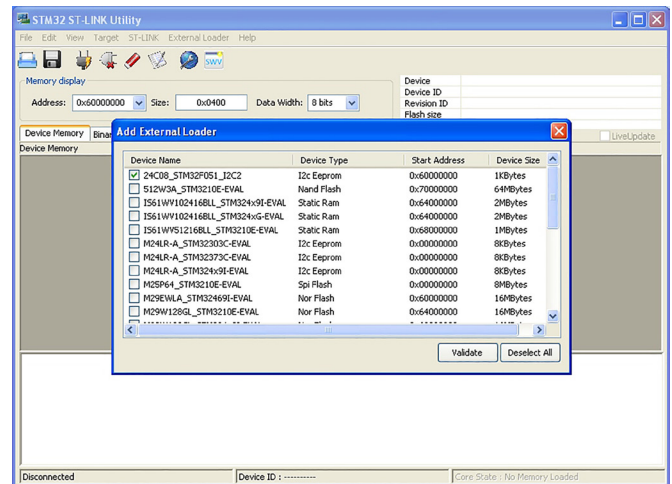 STM32 ST-LINK Utility
File Edit View Target ST-LINK External Loader Help
SWV
Memory display
Address: 0x60000000 Size: 0x0400 Data Width: 8 bits
Device
Device ID
Revision ID
Flash size
Device Memory Binar
LiveUpdate
Device Memory
Add External Loader
Device Name Device Type Start Address Device Size
24C08_STM32F051_I2C2 I2c Eeprom 0x60000000 1KBytes
512W3A_STM3210E-EVAL Nand Flash 0x70000000 64MBytes
IS61WV102416BLL_STM324x9I-EVAL Static Ram 0x64000000 2MBytes
IS61WV102416BLL_STM324xG-EVAL Static Ram 0x64000000 2MBytes
IS61WV51216BLL_STM3210E-EVAL Static Ram 0x68000000 1MBytes
M24LR-A_STM32303C-EVAL I2c Eeprom 0x00000000 8KBytes
M24LR-A_STM32373C-EVAL I2c Eeprom 0x00000000 8KBytes
M24LR-A_STM324x9I-EVAL I2c Eeprom 0x00000000 8KBytes
M25P64_STM3210E-EVAL Spi Flash 0x00000000 8MBytes
M29EWLA_STM32469I-EVAL Nor Flash 0x60000000 16MBytes
M29W128GL_STM3210E-EVAL Nor Flash 0x64000000 16MBytes
Validate Deselect All
Disconnected Device ID : ---------- Core State : No Memory Loaded